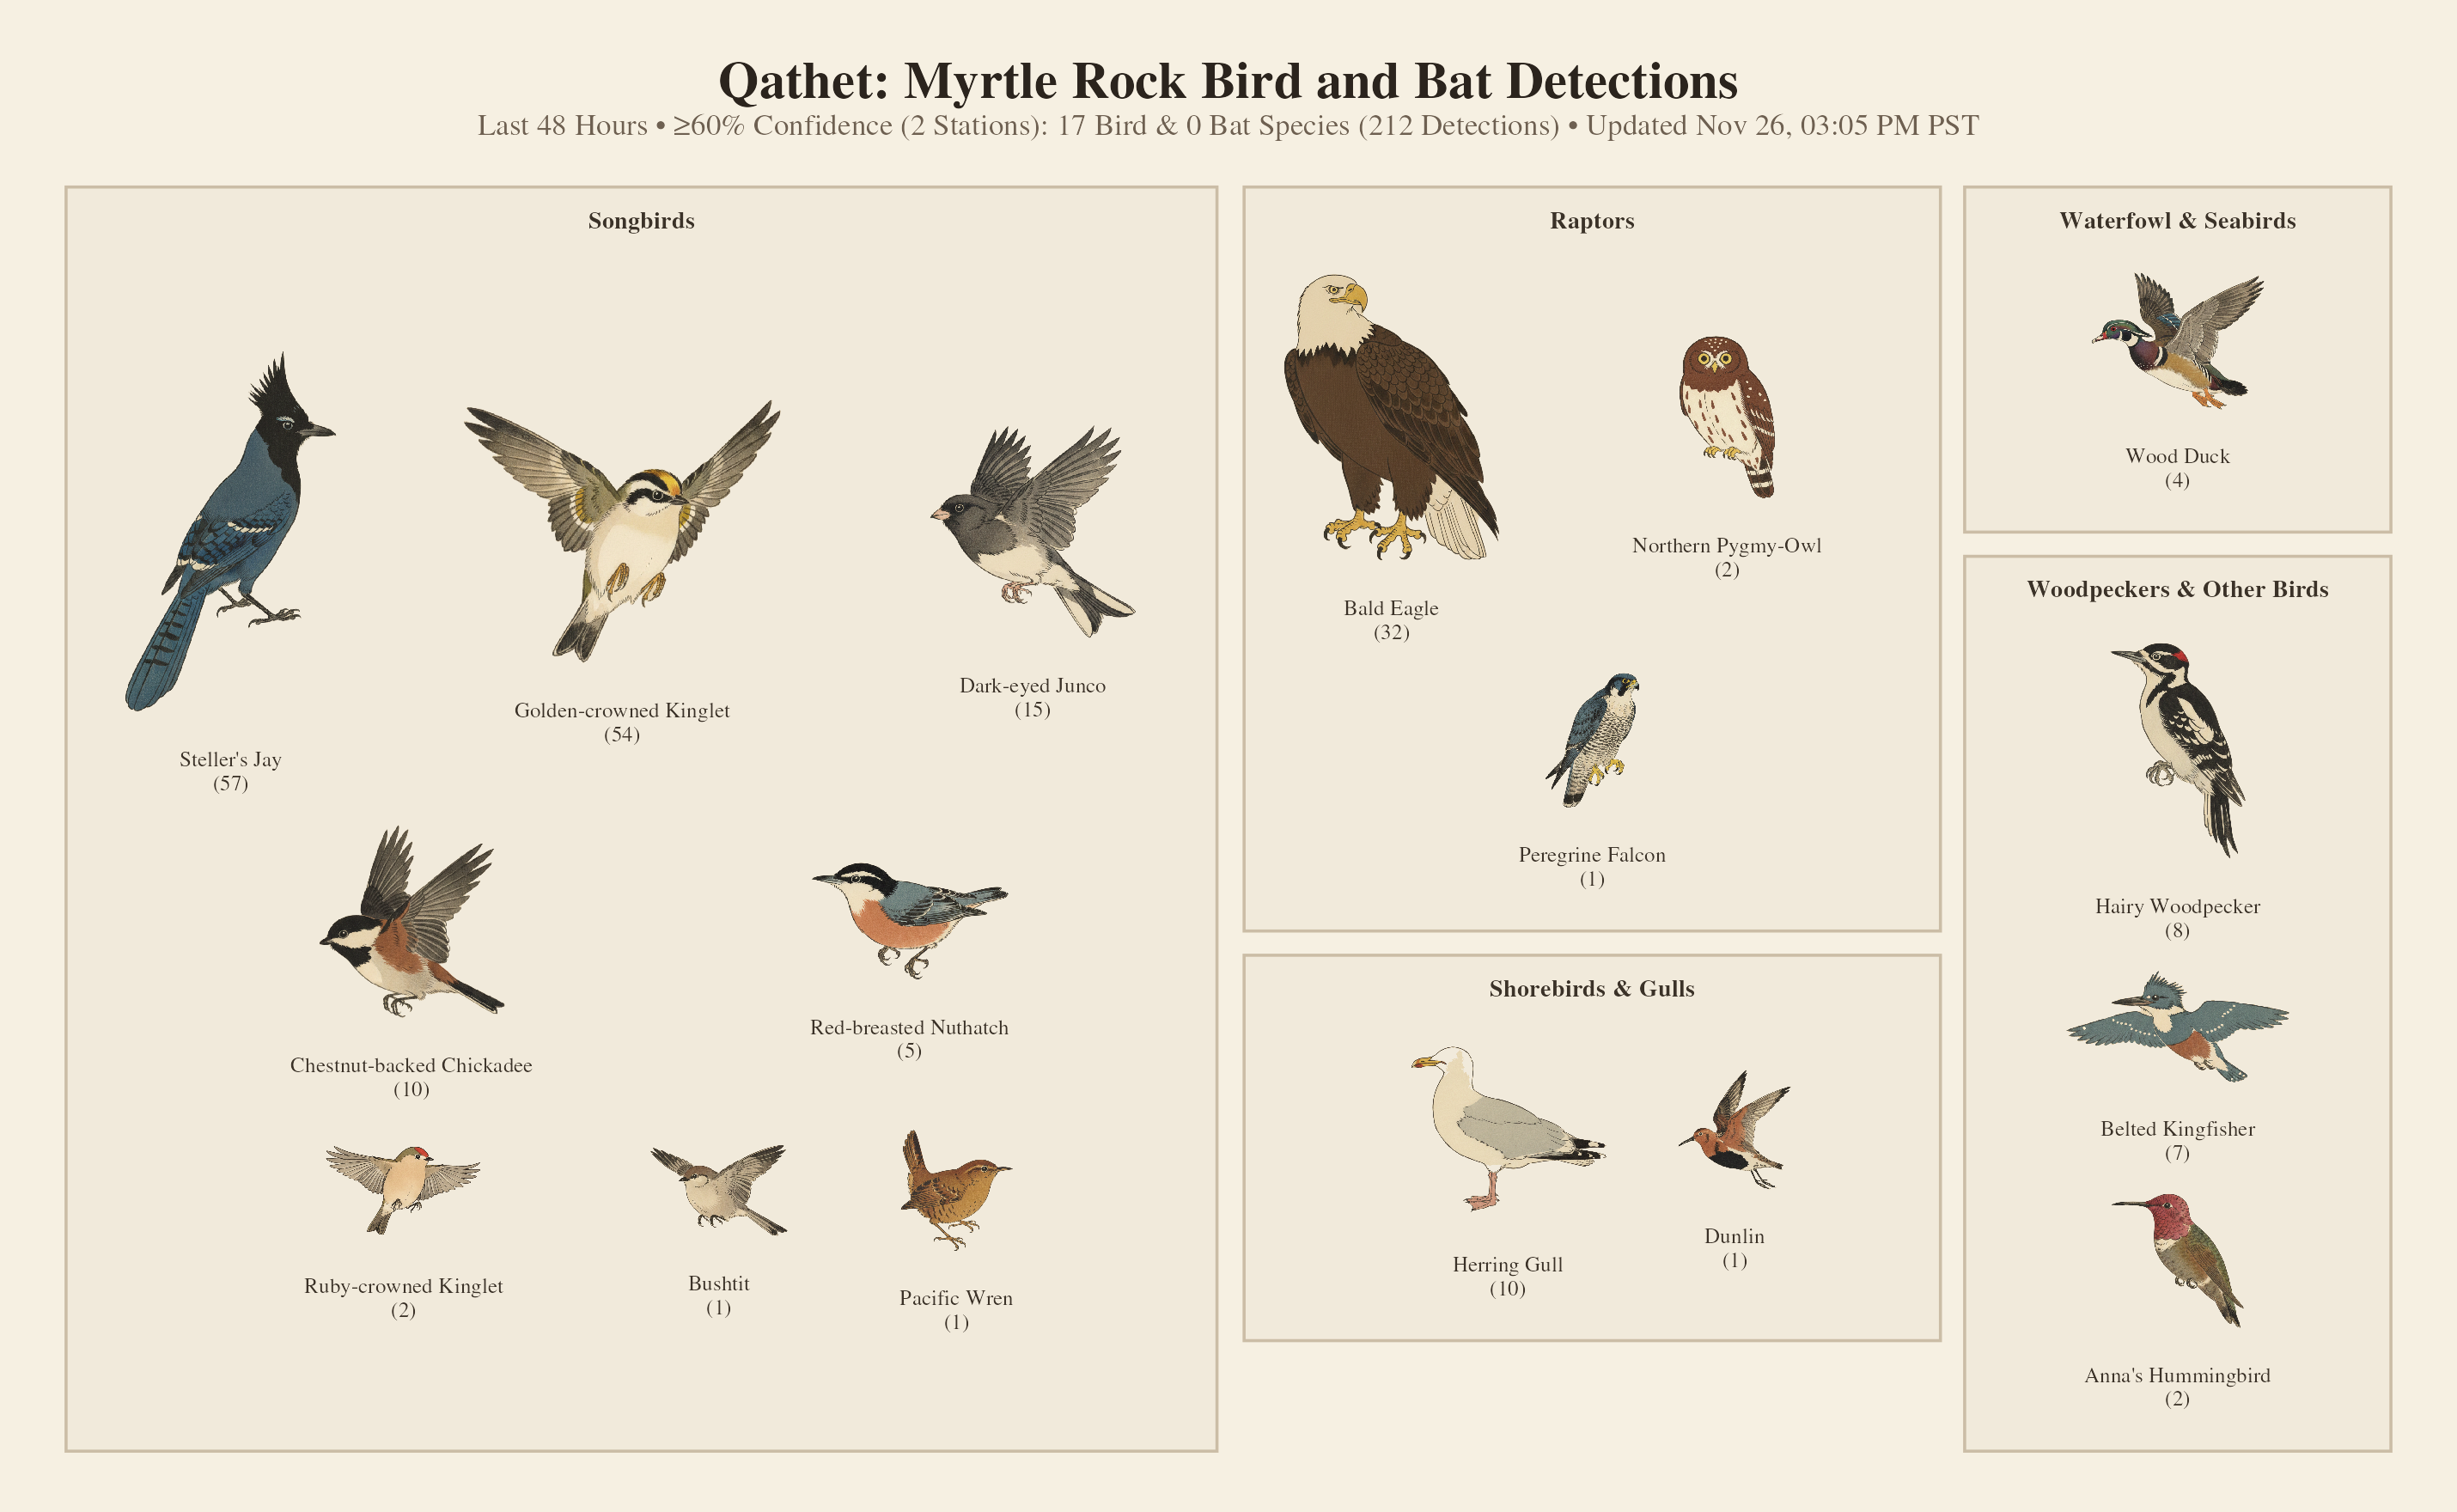 Qathet: Myrtle Rock Bird and Bat Detections
Last 48 Hours • ≥60% Confidence (2 Stations): 17 Bird & 0 Bat Species (212 Detections) • Updated Nov 26, 03:05 PM PST
Songbirds
Steller's Jay
(57)
Golden-crowned Kinglet
(54)
Dark-eyed Junco
(15)
Chestnut-backed Chickadee
(10)
Red-breasted Nuthatch
(5)
Ruby-crowned Kinglet
(2)
Bushtit
(1)
Pacific Wren
(1)
Raptors
Bald Eagle
(32)
Northern Pygmy-Owl
(2)
Peregrine Falcon
(1)
Shorebirds & Gulls
Herring Gull
(10)
Dunlin
(1)
Waterfowl & Seabirds
Wood Duck
(4)
Woodpeckers & Other Birds
Hairy Woodpecker
(8)
Belted Kingfisher
(7)
Anna's Hummingbird
(2)